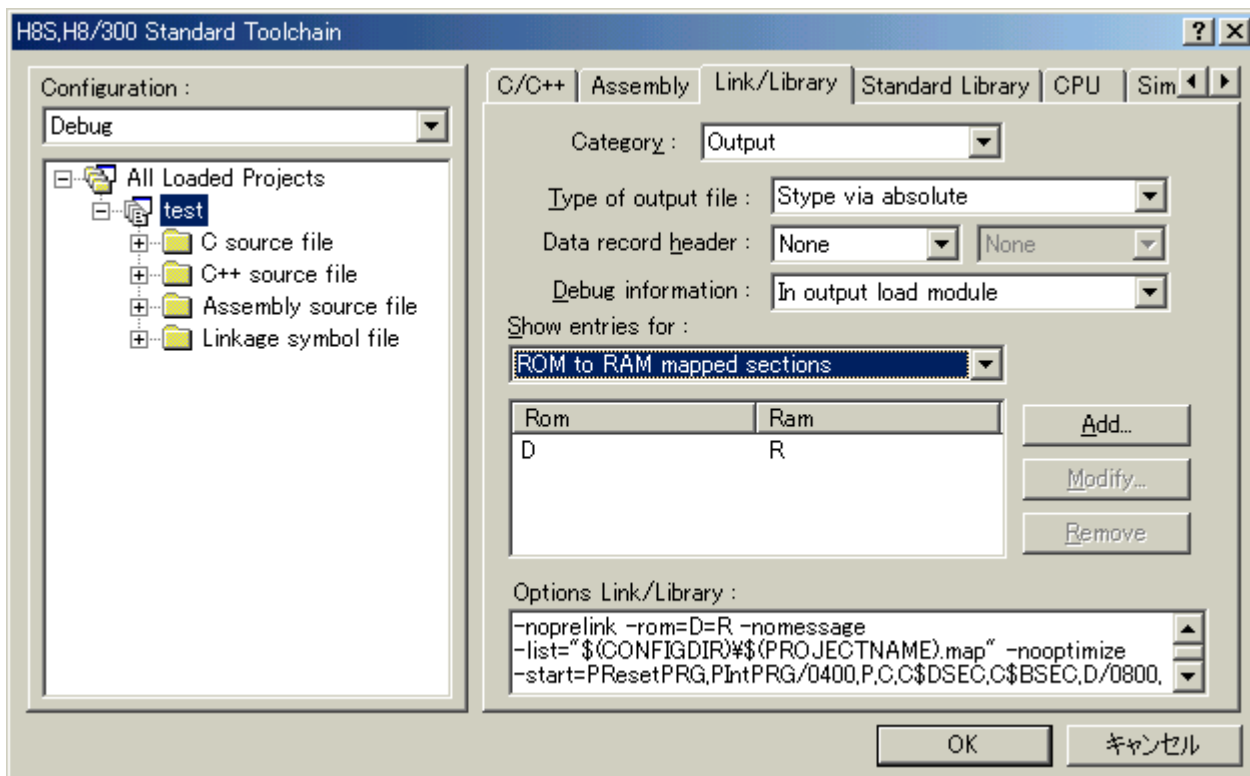 H8S,H8/300 Standard Toolchain
Configuration :
Debug
All Loaded Projects
test
C source file
C++ source file
Assembly source file
Linkage symbol file
C/C++ Assembly Link/Library Standard Library CPU Sim
Category : Output
Type of output file : Stype via absolute
Data record header : None None
Debug information : In output load module
Show entries for :
ROM to RAM mapped sections
Rom Ram
D R
Add...
Modify...
Remove
Options Link/Library :
-noprelink -rom=D=R -nomessage
-list="$(CONFIGDIR)¥$(PROJECTNAME).map" -nooptimize
-start=PResetPRG,PIntPRG/0400,P,C,C$DSEC,C$BSEC,D/0800,
OK キャンセル